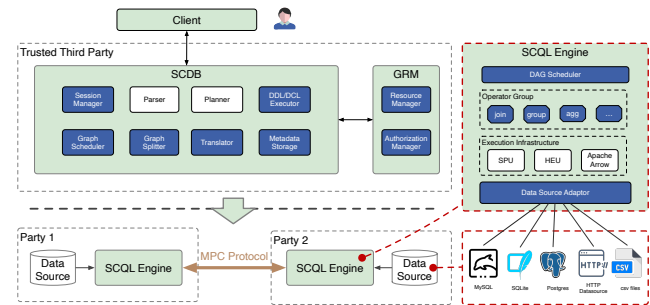 Client
Trusted Third Party
SCDB
Session
Manager
Parser
Planner
DDL/DCL
Executor
Graph
Scheduler
Graph
Splitter
Translator
Metadata
Storage
GRM
Resource
Manager
Authorization
Manager
SCQL Engine
DAG Scheduler
Operator Group
join
group
agg
...
Execution Infrastructure
SPU
HEU
Apache
Arrow
Data Source Adaptor
Party 1
Data
Source
SCQL Engine
MPC Protocol
Party 2
SCQL Engine
Data
Source
HTTP://
CSV
MySQL
SQLite
Postgres
HTTP
Datasource
csv files